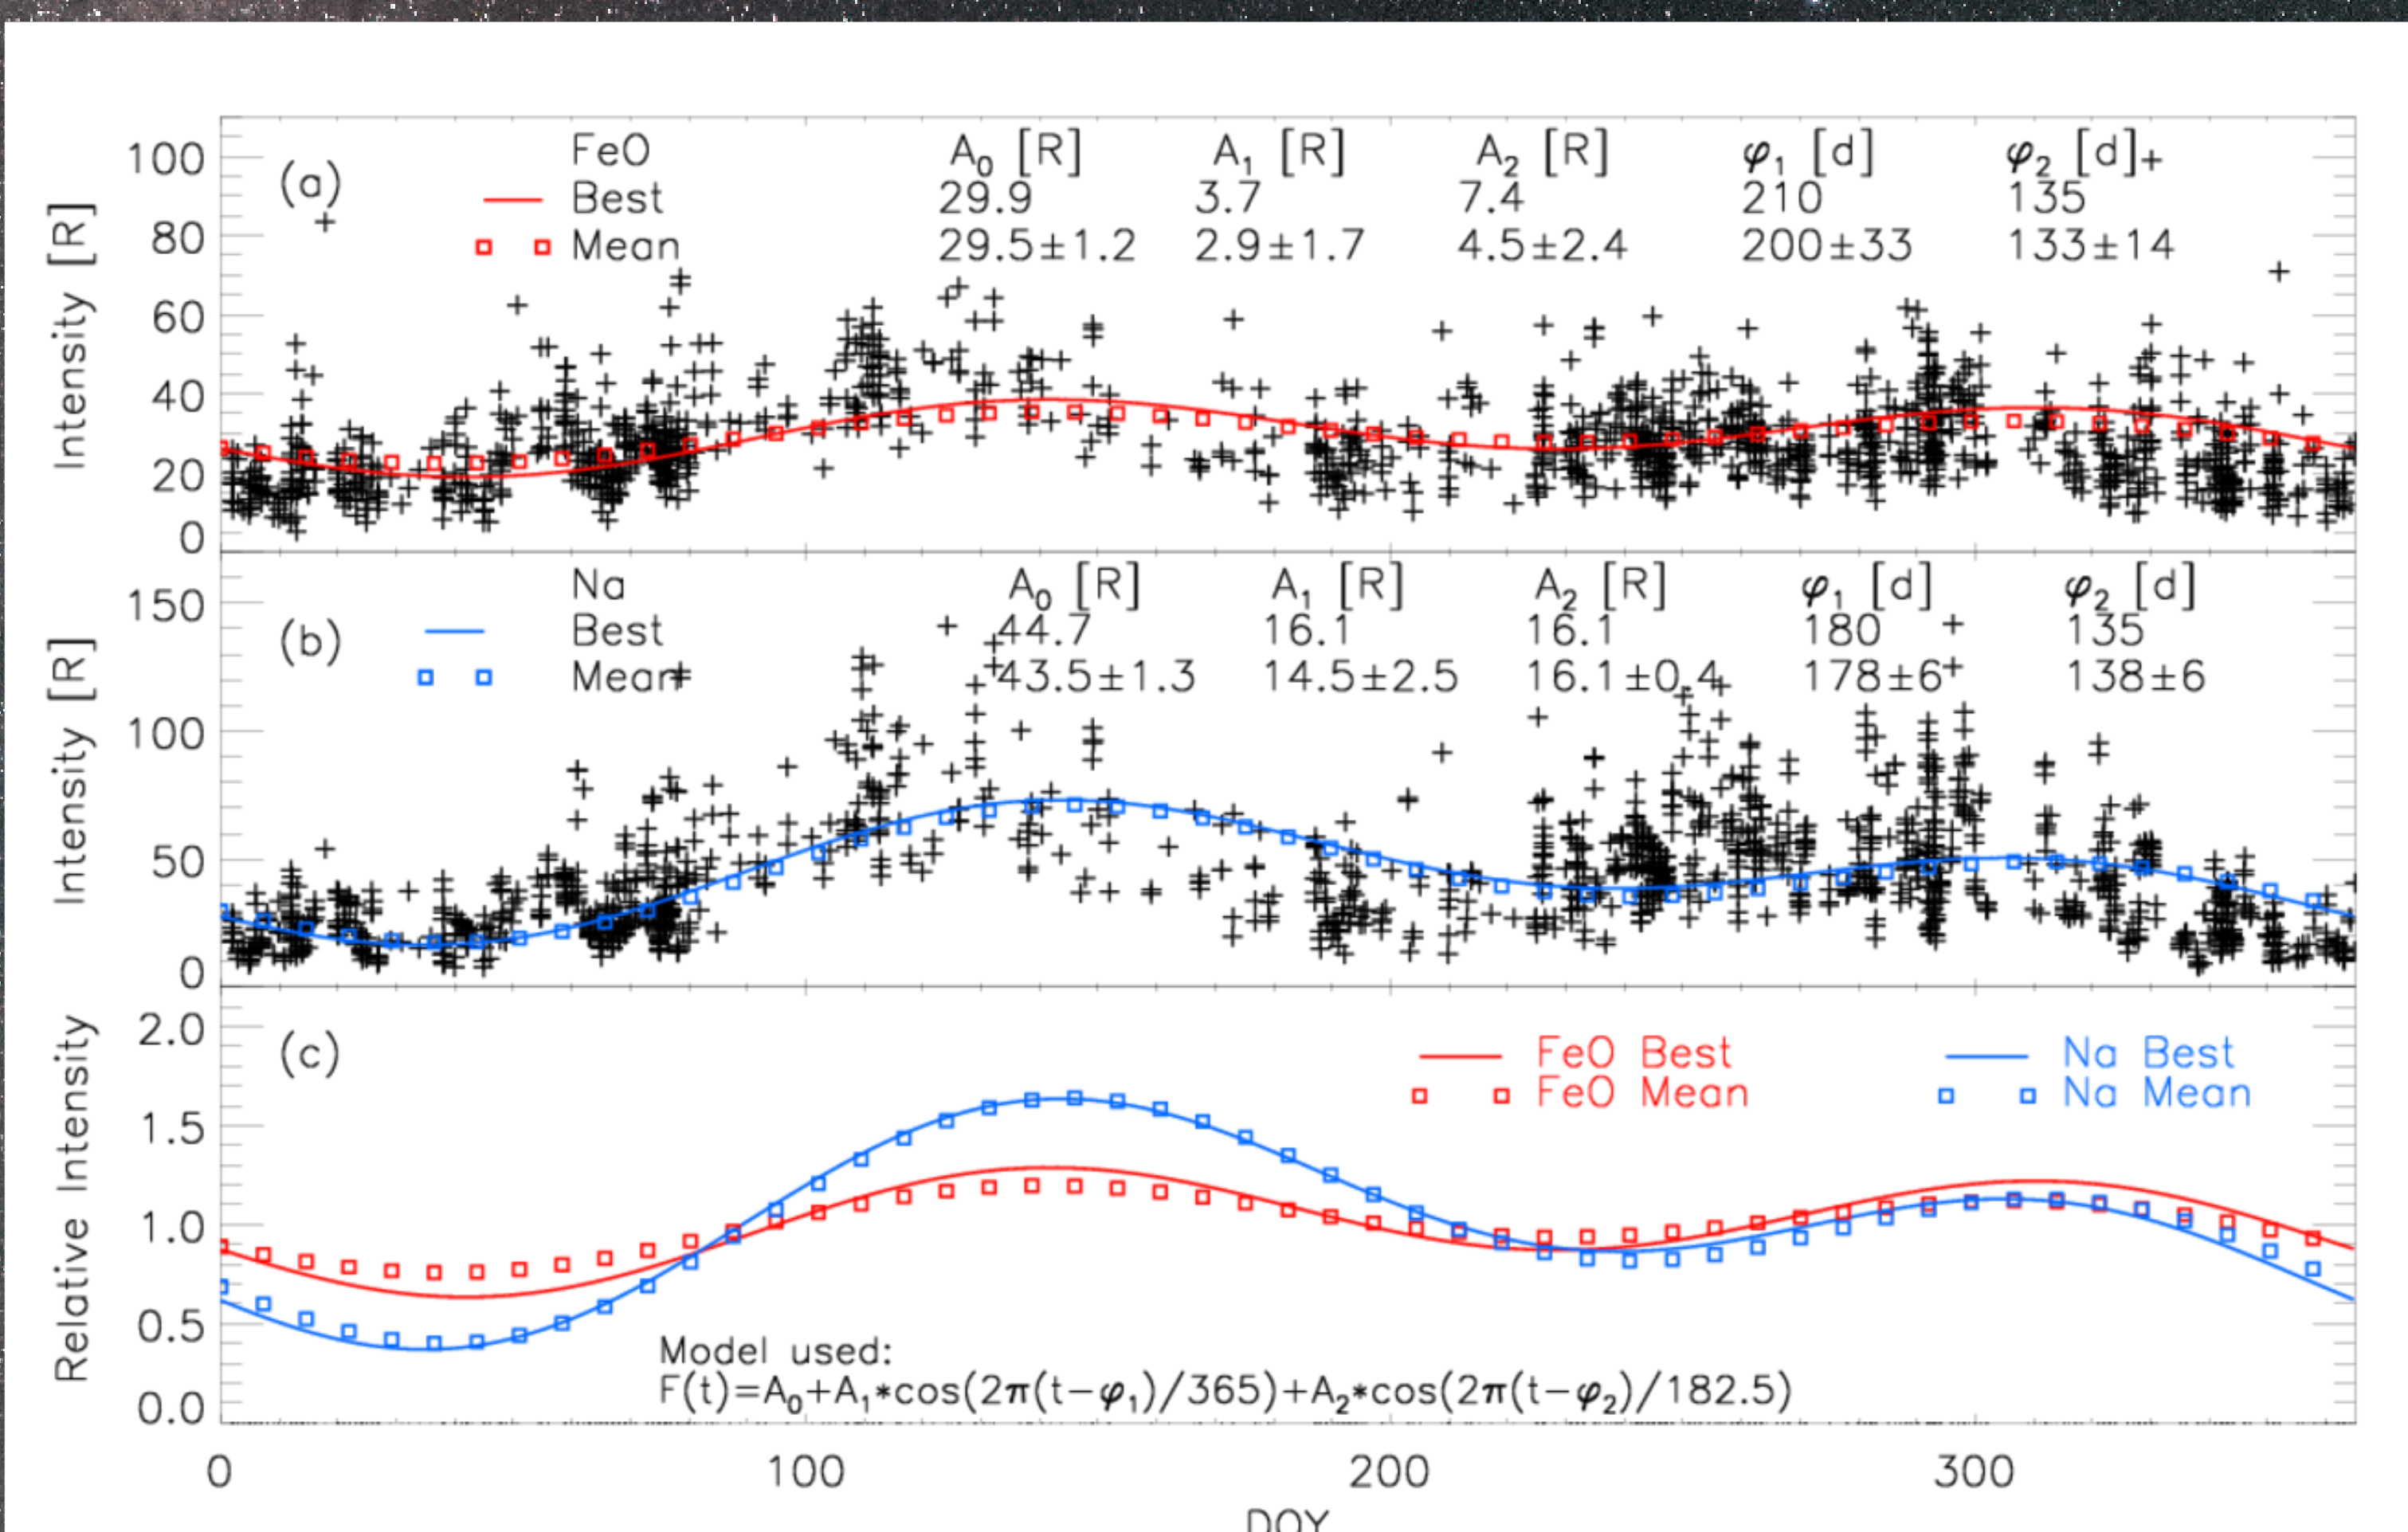 FeO A₀ [R] A₁ [R] A₂ [R] φ₁ [d] φ₂ [d]
(a)
Best 29.9 3.7 7.4 210 135
Mean 29.5±1.2 2.9±1.7 4.5±2.4 200±33 133±14
Intensity [R]
100
80
60
40
20
0
Na A₀ [R] A₁ [R] A₂ [R] φ₁ [d] φ₂ [d]
(b)
Best 44.7 16.1 16.1 180 135
Mean 43.5±1.3 14.5±2.5 16.1±0.4 178±6 138±6
Intensity [R]
150
100
50
0
(c)
FeO Best Na Best
FeO Mean Na Mean
Relative Intensity
2.0
1.5
1.0
0.5
0.0
Model used:
F(t)=A₀+A₁*cos(2π(t−φ₁)/365)+A₂*cos(2π(t−φ₂)/182.5)
0 100 200 300
DOY